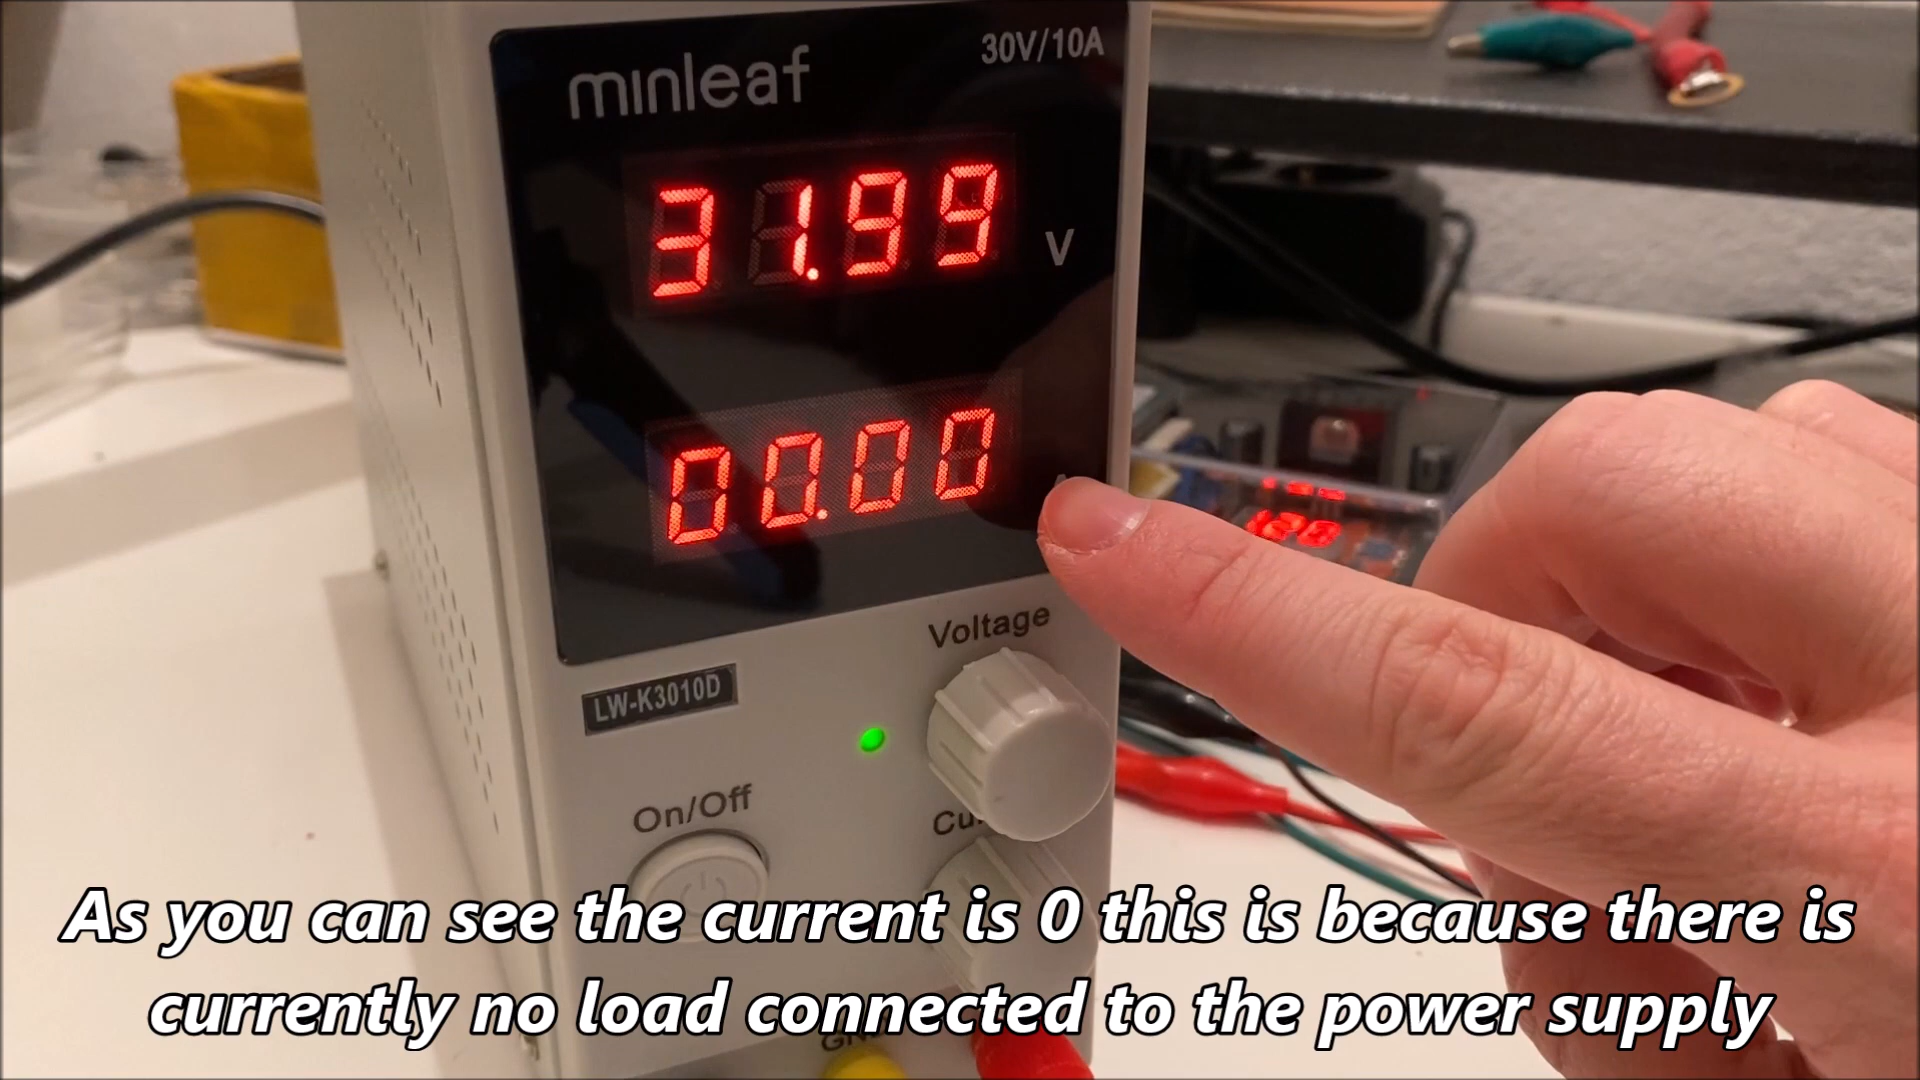 minleaf
30V/10A
31.99
V
00.00
Voltage
LW-K3010D
On/Off
As you can see the current is 0 this is because there is
currently no load connected to the power supply